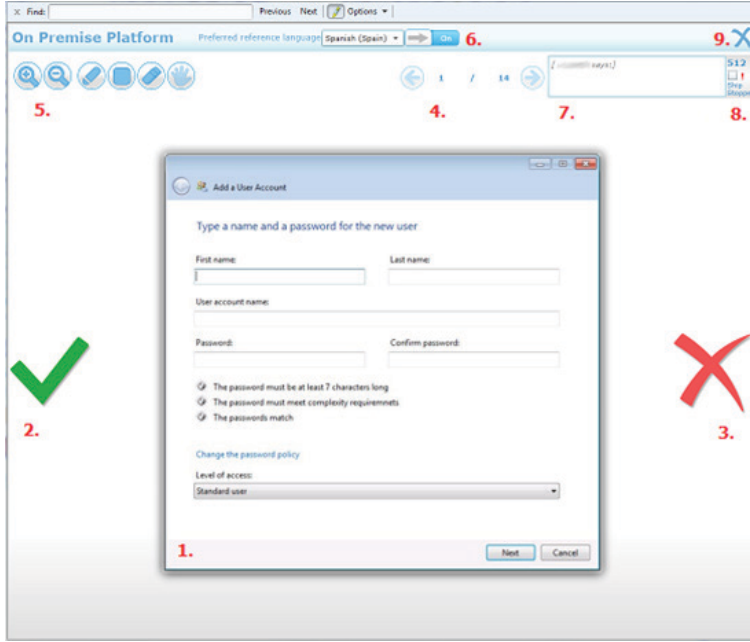 x Find: Previous Next Options
On Premise Platform Preferred reference language Spanish (Spain) On 6. 9.
5. 4. 1 / 14 7. [ says:] 512
!
Ship
Stoppe
8.
Add a User Account
Type a name and a password for the new user
First name: Last name:
User account name:
Password: Confirm password:
The password must be at least 7 characters long
The password must meet complexity requiremnets
The passwords match
2. 3.
Change the password policy
Level of access:
Standard user
1. Next Cancel